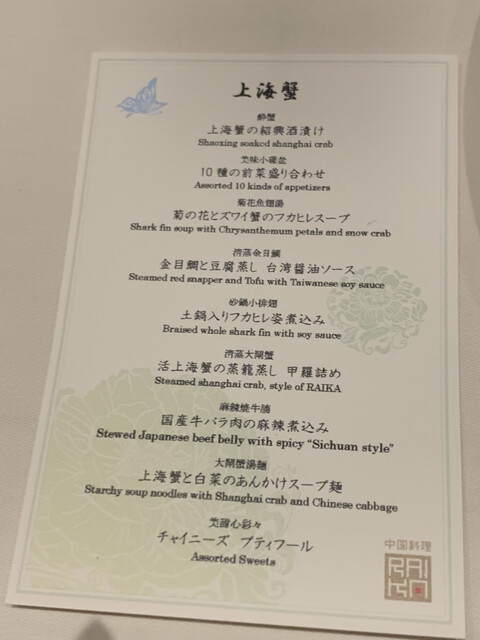 上海蟹
酔蟹
上海蟹の紹興酒漬け
Shaoxing soaked shanghai crab
美味小籮盆
10種の前菜盛り合わせ
Assorted 10 kinds of appetizers
菊花魚翅湯
菊の花とズワイ蟹のフカヒレスープ
Shark fin soup with Chrysanthemum petals and snow crab
清蒸金目鯛
金目鯛と豆腐蒸し 台湾醤油ソース
Steamed red snapper and Tofu with Taiwanese soy sauce
砂鍋小排翅
土鍋入りフカヒレ姿煮込み
Braised whole shark fin with soy sauce
清蒸大閘蟹
活上海蟹の蒸籠蒸し 甲羅詰め
Steamed shanghai crab, style of RAIKA
麻辣燒牛腩
国産牛バラ肉の麻辣煮込み
Stewed Japanese beef belly with spicy “Sichuan style”
大閘蟹湯麺
上海蟹と白菜のあんかけスープ麺
Starchy soup noodles with Shanghai crab and Chinese cabbage
美鐘心彩々
チャイニーズ プティフール
Assorted Sweets
中国料理
RAIKA